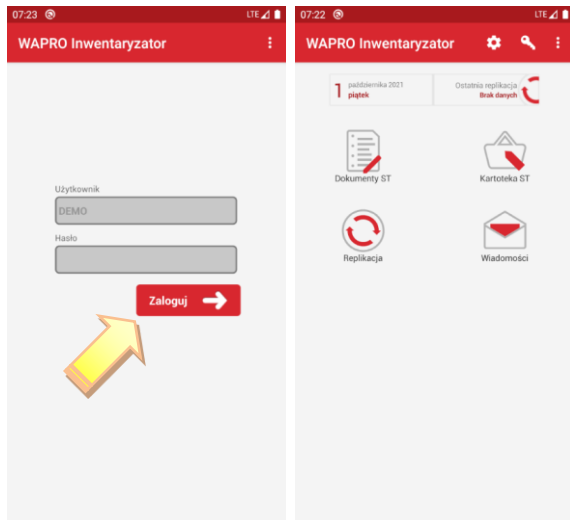 07:23 LTE
WAPRO Inwentaryzator
Użytkownik
DEMO
Hasło
Zaloguj
07:22 LTE
WAPRO Inwentaryzator
1 października 2021
piątek
Ostatnia replikacja
Brak danych
Dokumenty ST
Kartoteka ST
Replikacja
Wiadomości